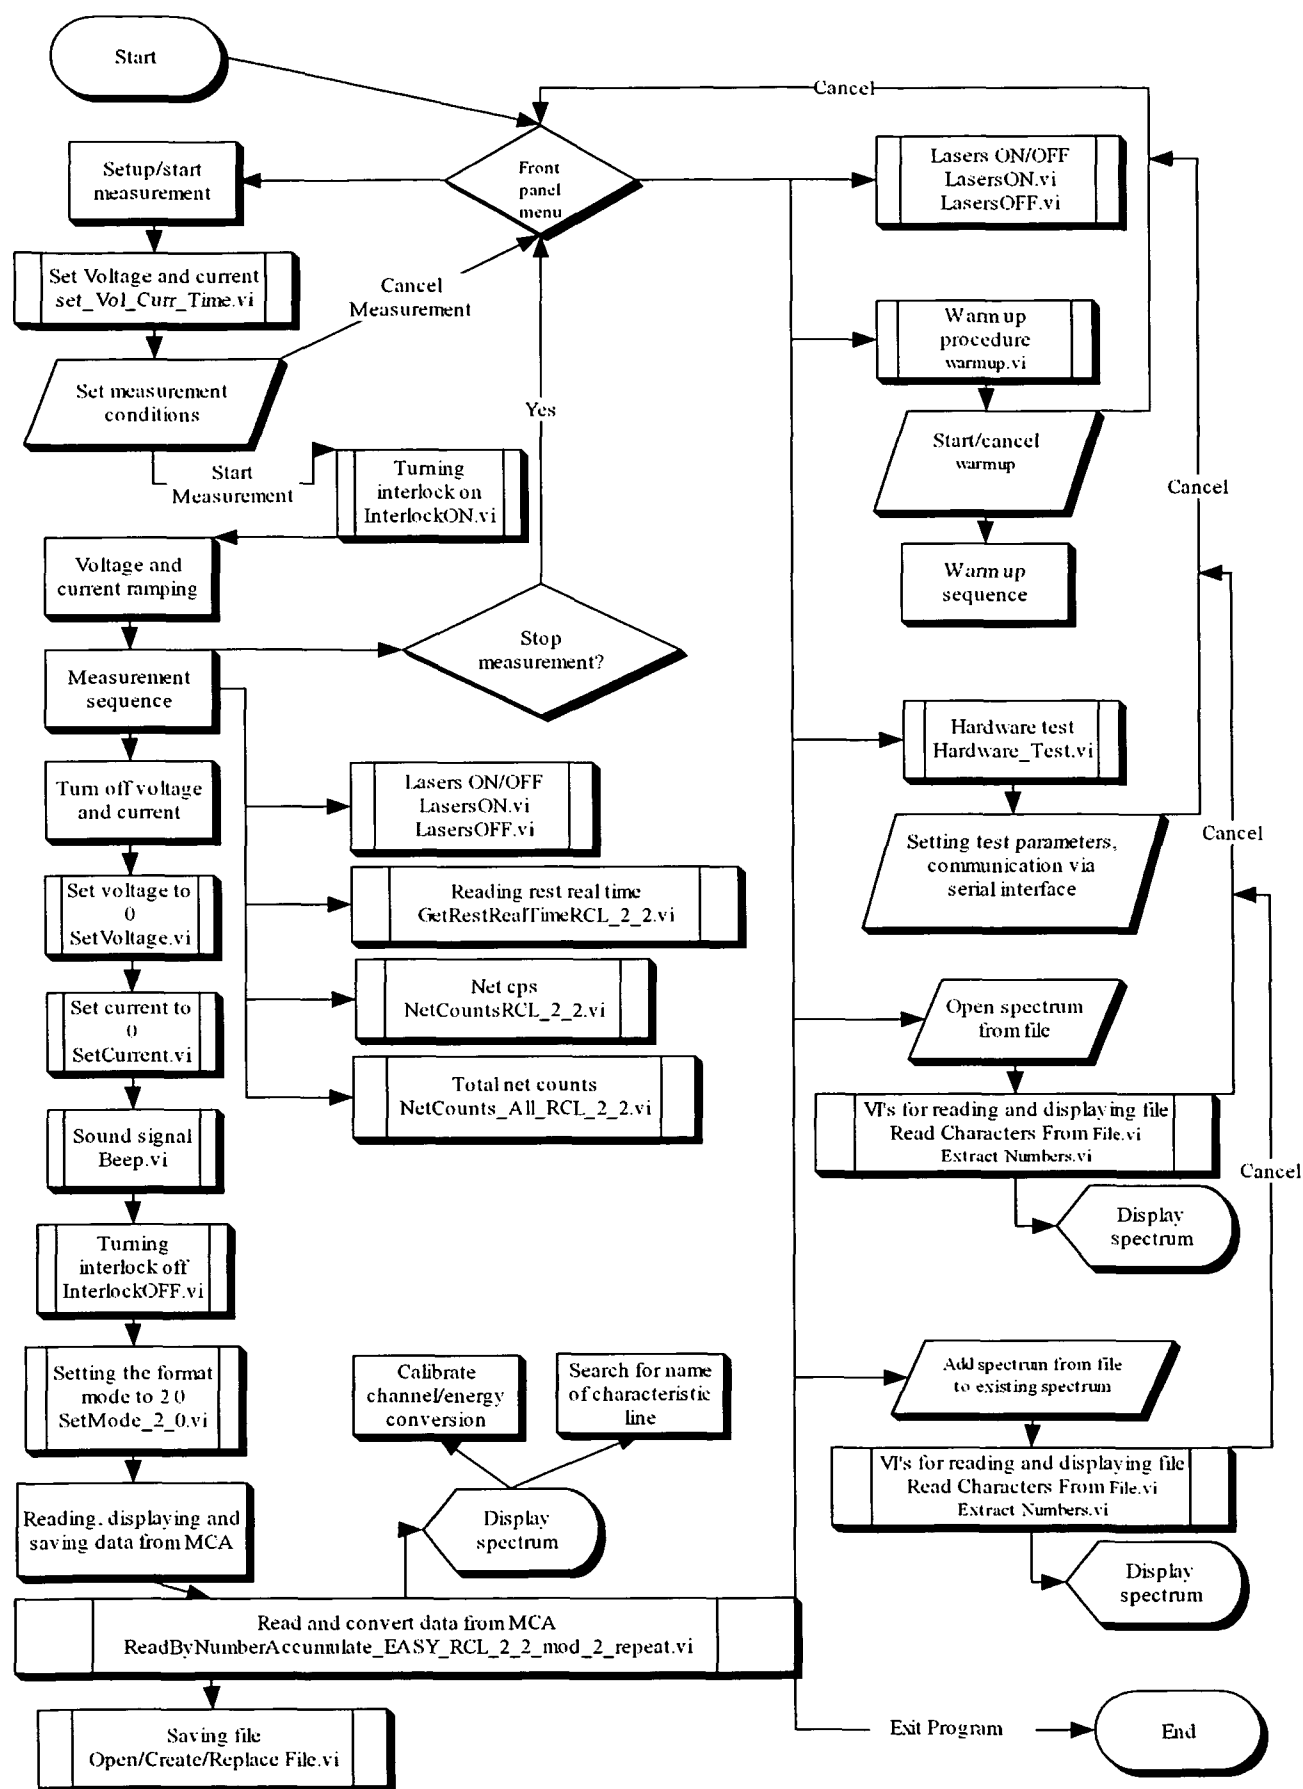 Start
Cancel
Front
panel
menu
Setup/start
measurement
Lasers ON/OFF
LasersON.vi
LasersOFF.vi
Set Voltage and current
set_Vol_Curr_Time.vi
Cancel
Measurement
Warm up
procedure
warmup.vi
Set measurement
conditions
Yes
Start/cancel
warmup
Start
Measurement
Turning
interlock on
InterlockON.vi
Cancel
Voltage and
current ramping
Warm up
sequence
Stop
measurement?
Measurement
sequence
Hardware test
Hardware_Test.vi
Turn off voltage
and current
Lasers ON/OFF
LasersON.vi
LasersOFF.vi
Cancel
Setting test parameters,
communication via
serial interface
Set voltage to
0
SetVoltage.vi
Reading rest real time
GetRestRealTimeRCL_2_2.vi
Set current to
0
SetCurrent.vi
Net cps
NetCountsRCL_2_2.vi
Open spectrum
from file
Total net counts
NetCounts_All_RCL_2_2.vi
VI's for reading and displaying file
Read Characters From File.vi
Extract Numbers.vi
Sound signal
Beep.vi
Cancel
Display
spectrum
Turning
interlock off
InterlockOFF.vi
Setting the format
mode to 2.0
SetMode_2_0.vi
Calibrate
channel/energy
conversion
Search for name
of characteristic
line
Add spectrum from file
to existing spectrum
VI's for reading and displaying file
Read Characters From File.vi
Extract Numbers.vi
Reading, displaying and
saving data from MCA
Display
spectrum
Display
spectrum
Read and convert data from MCA
ReadByNumberAccumulate_EASY_RCL_2_2_mod_2_repeat.vi
Saving file
Open/Create/Replace File.vi
Exit Program
End